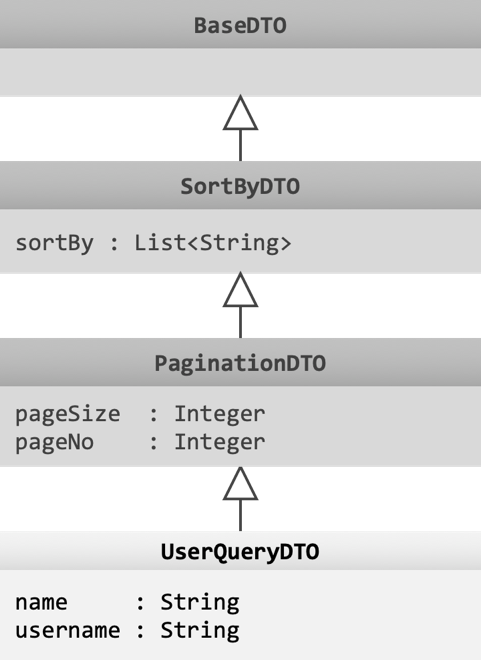 BaseDTO
SortByDTO
sortBy : List<String>
PaginationDTO
pageSize : Integer
pageNo : Integer
UserQueryDTO
name : String
username : String